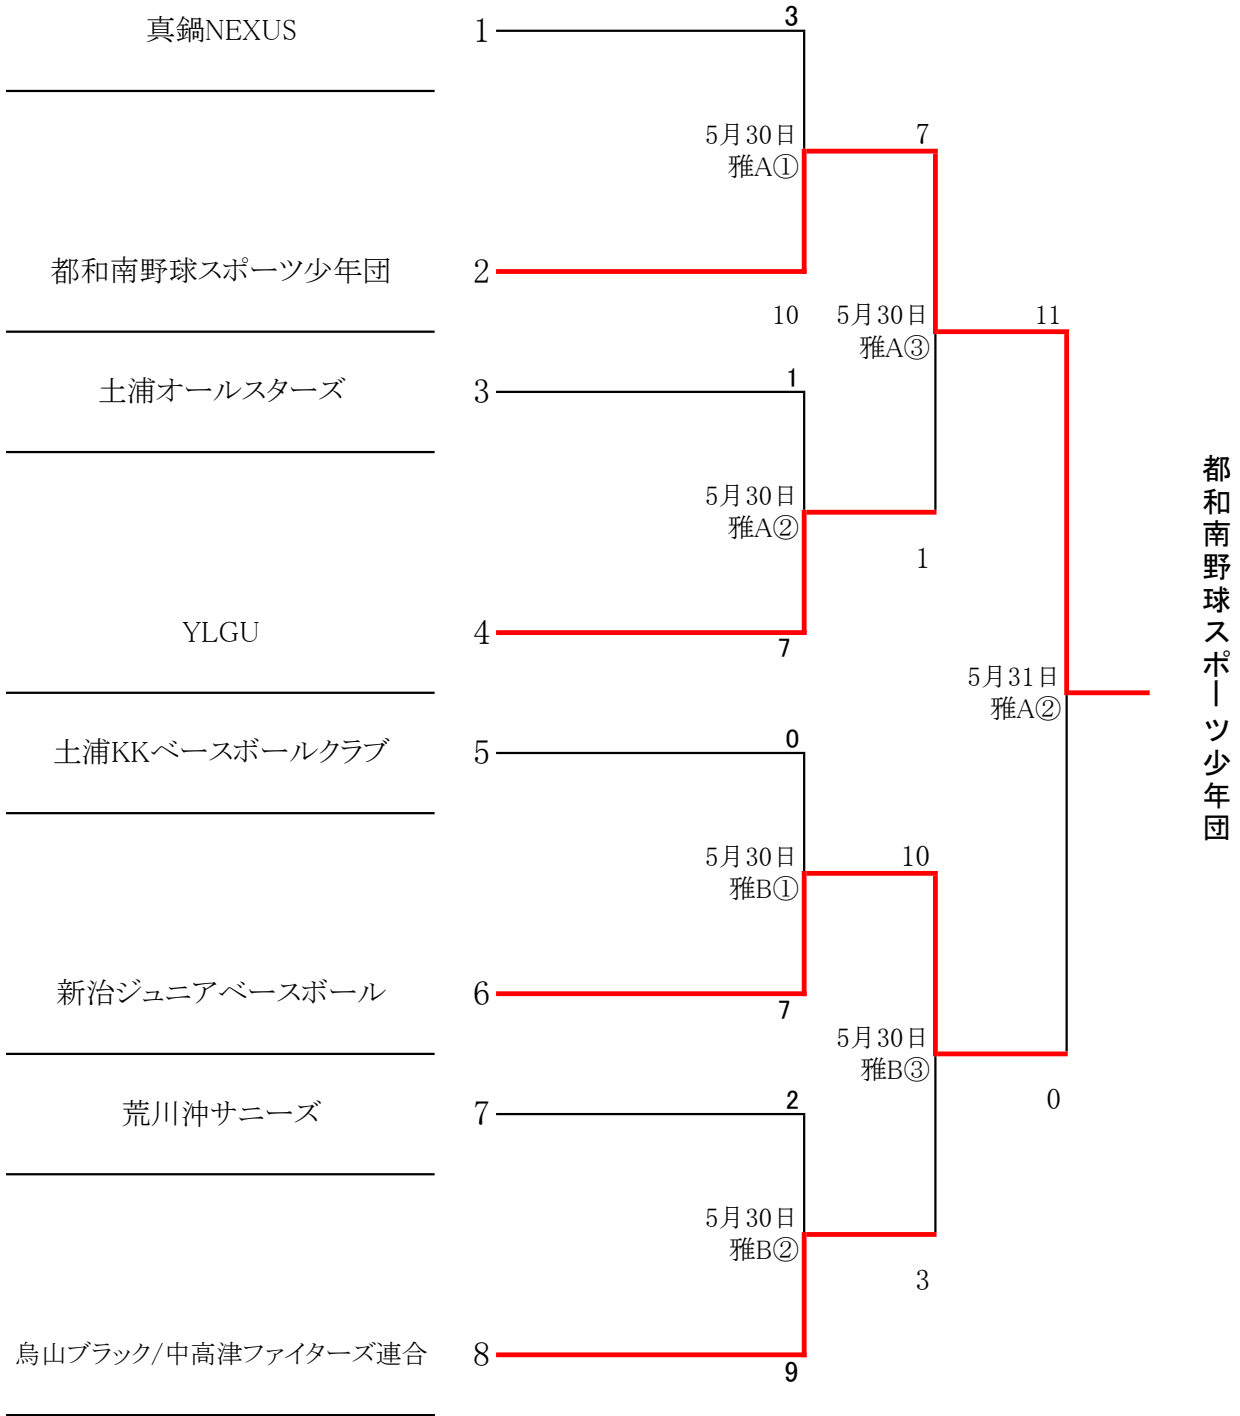 真鍋NEXUS
1
3
5月30日
雅A①
7
都和南野球スポーツ少年団
2
10
5月30日
雅A③
11
土浦オールスターズ
3
1
5月30日
雅A②
1
YLGU
4
7
5月31日
雅A②
都和南野球スポーツ少年団
土浦KKベースボールクラブ
5
0
5月30日
雅B①
10
新治ジュニアベースボール
6
7
5月30日
雅B③
0
荒川沖サニーズ
7
2
5月30日
雅B②
3
烏山ブラック/中高津ファイターズ連合
8
9